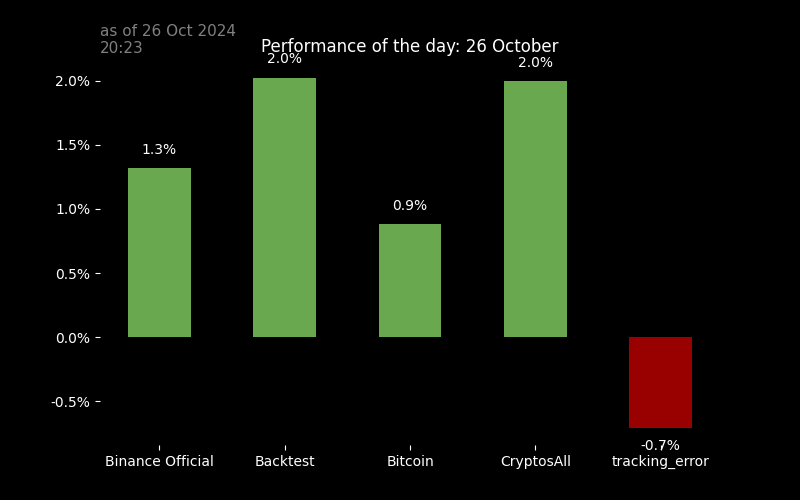 as of 26 Oct 2024
20:23
Performance of the day: 26 October
2.0%
2.0%
2.0%
1.5%
1.3%
1.0%
0.9%
0.5%
0.0%
-0.5%
-0.7%
Binance Official
Backtest
Bitcoin
CryptosAll
tracking_error